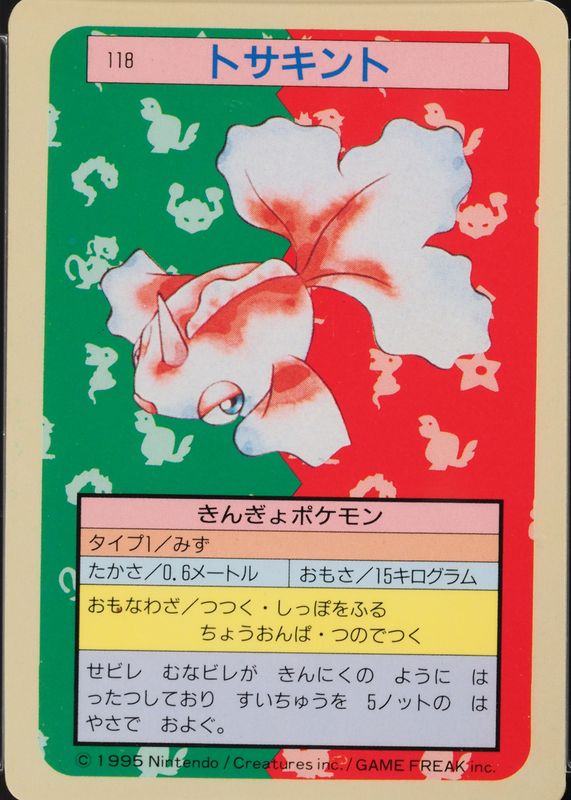 118 トサキント
きんぎょポケモン
タイプ1/みず
たかさ/0.6メートル おもさ/15キログラム
おもなわざ/つつく・しっぽをふる
ちょうおんぱ・つのでつく
せビレ むなビレが きんにくの ように は
ったつしており すいちゅうを 5ノットの は
やさで およぐ。
© 1995 Nintendo / Creatures inc. / GAME FREAK inc.